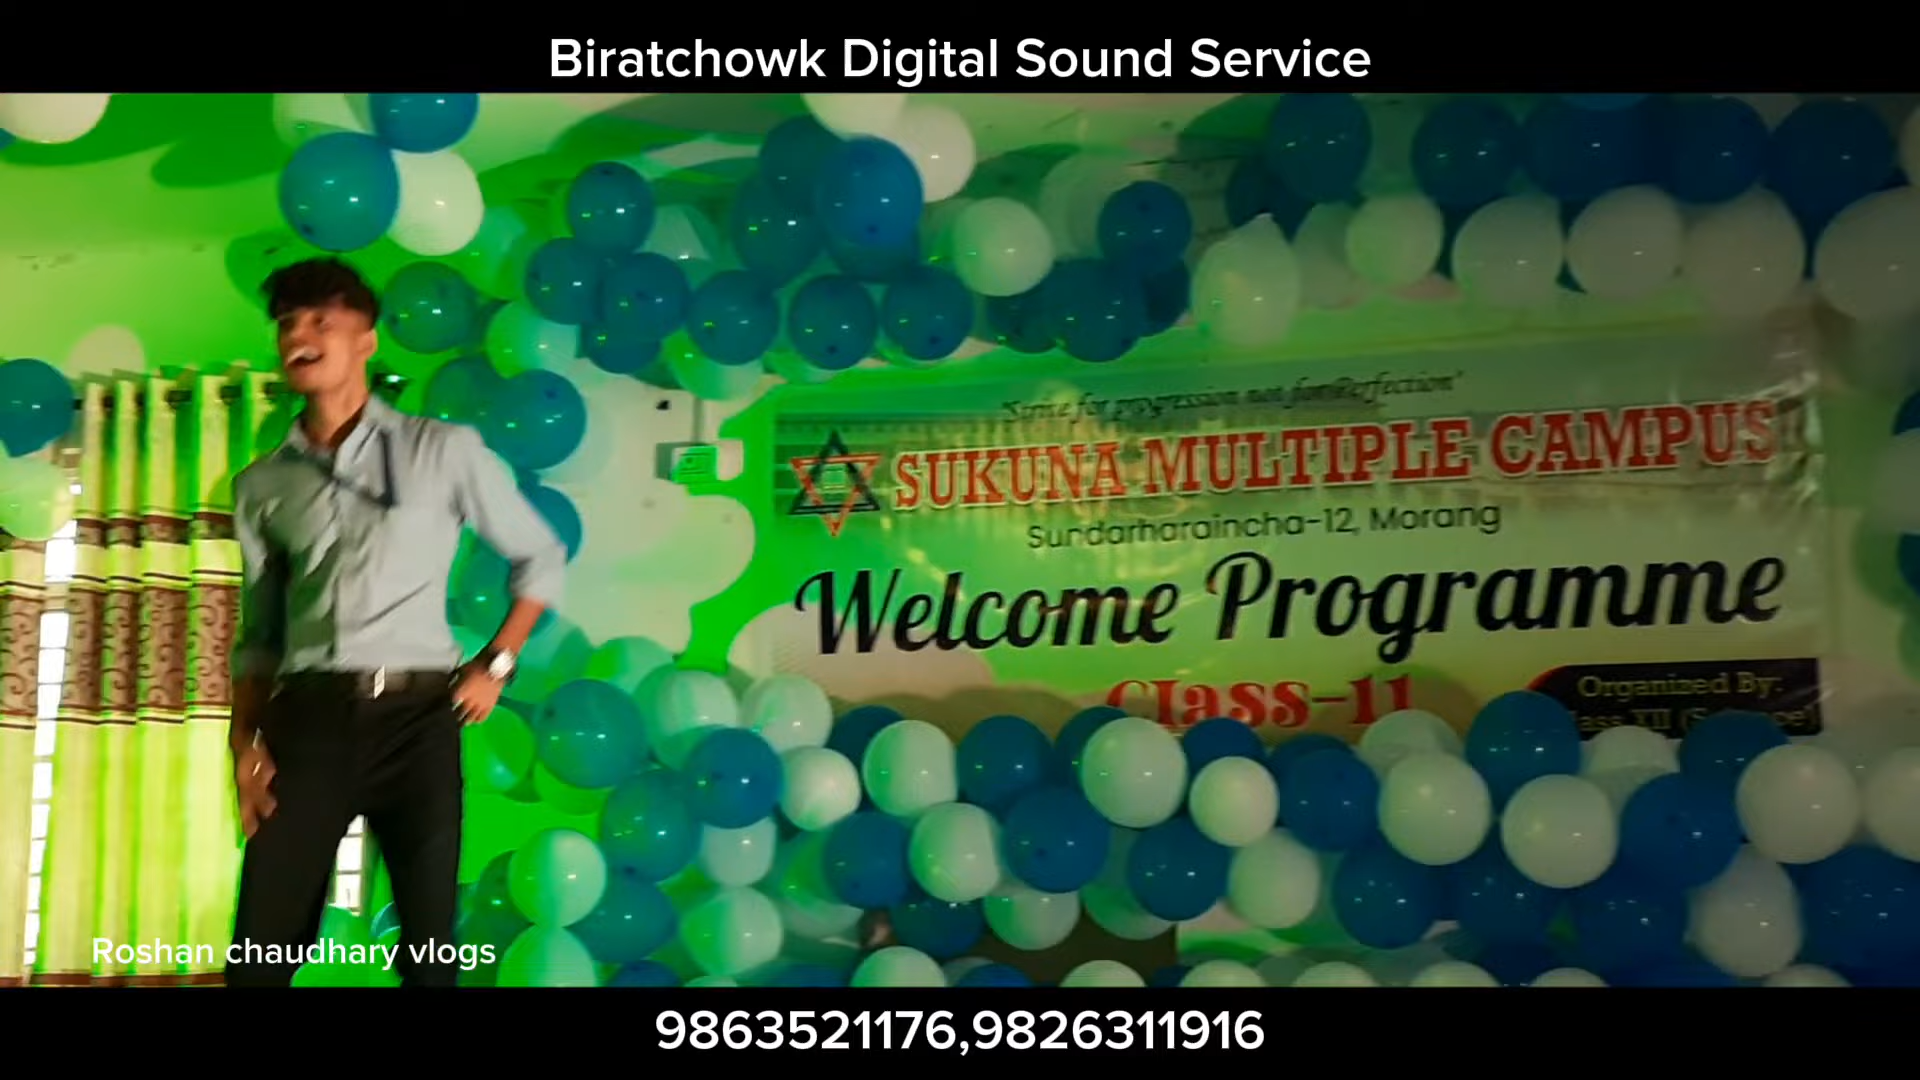 Biratchowk Digital Sound Service
SUKUNA MULTIPLE CAMPUS
Sundarharaincha-12, Morang
Welcome Programme
Class-11
Organized By:
Roshan chaudhary vlogs
9863521176,9826311916